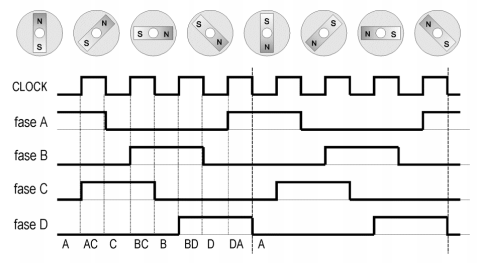 N S
N S
S N
S N
S N
S N
N S
N S
CLOCK
fase A
fase B
fase C
fase D
A AC C BC B BD D DA A